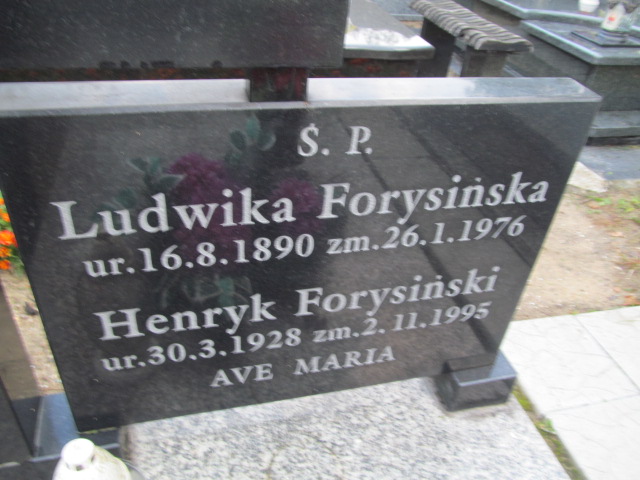 Ś. P.
Ludwika Forysińska
ur.16.8.1890 zm.26.1.1976
Henryk Forysiński
ur.30.3.1928 zm.2.11.1995
AVE MARIA